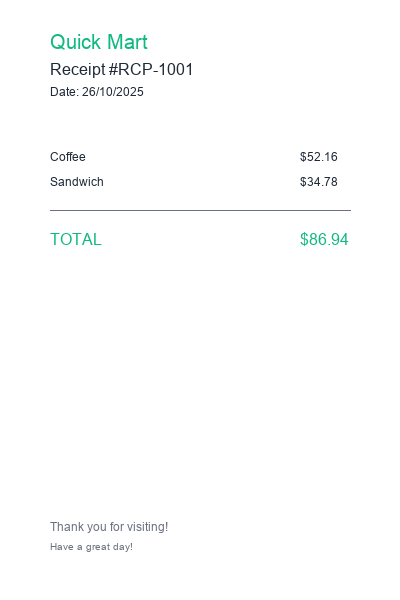 Quick Mart
Receipt #RCP-1001
Date: 26/10/2025
Coffee $52.16
Sandwich $34.78
TOTAL $86.94
Thank you for visiting!
Have a great day!